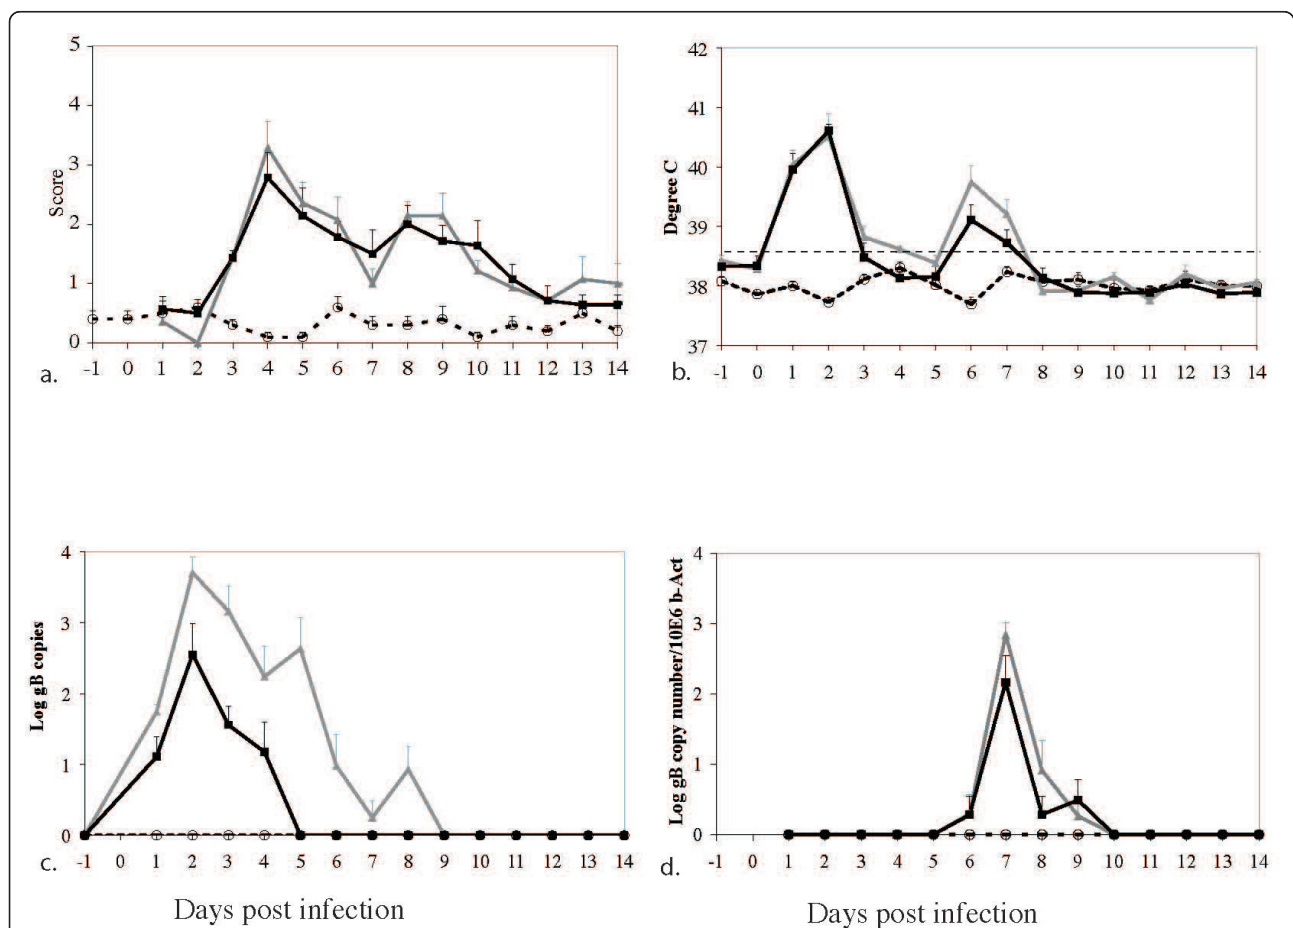 5
4
3
2
1
0
Score
a.
-1 0 1 2 3 4 5 6 7 8 9 10 11 12 13 14
42
41
40
39
38
37
Degree C
b.
-1 0 1 2 3 4 5 6 7 8 9 10 11 12 13 14
4
3
2
1
0
Log gB copies
c.
-1 0 1 2 3 4 5 6 7 8 9 10 11 12 13 14
Days post infection
4
3
2
1
0
Log gB copy number/10E6 b-Act
d.
-1 0 1 2 3 4 5 6 7 8 9 10 11 12 13 14
Days post infection